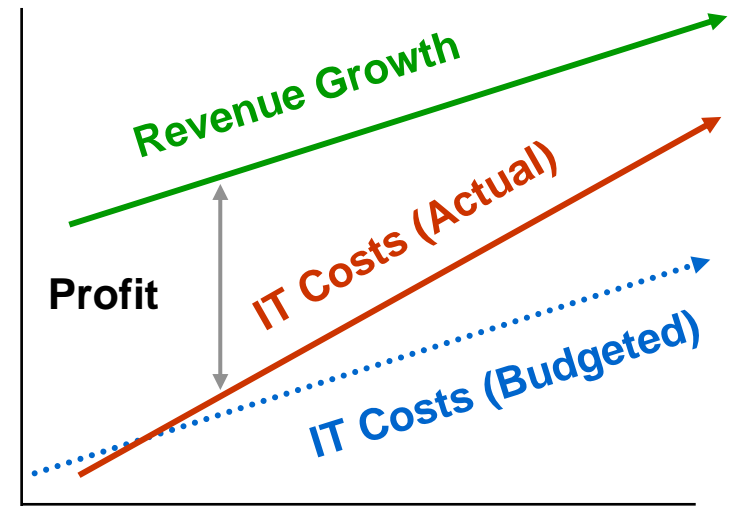 Revenue Growth
IT Costs (Actual)
Profit
IT Costs (Budgeted)